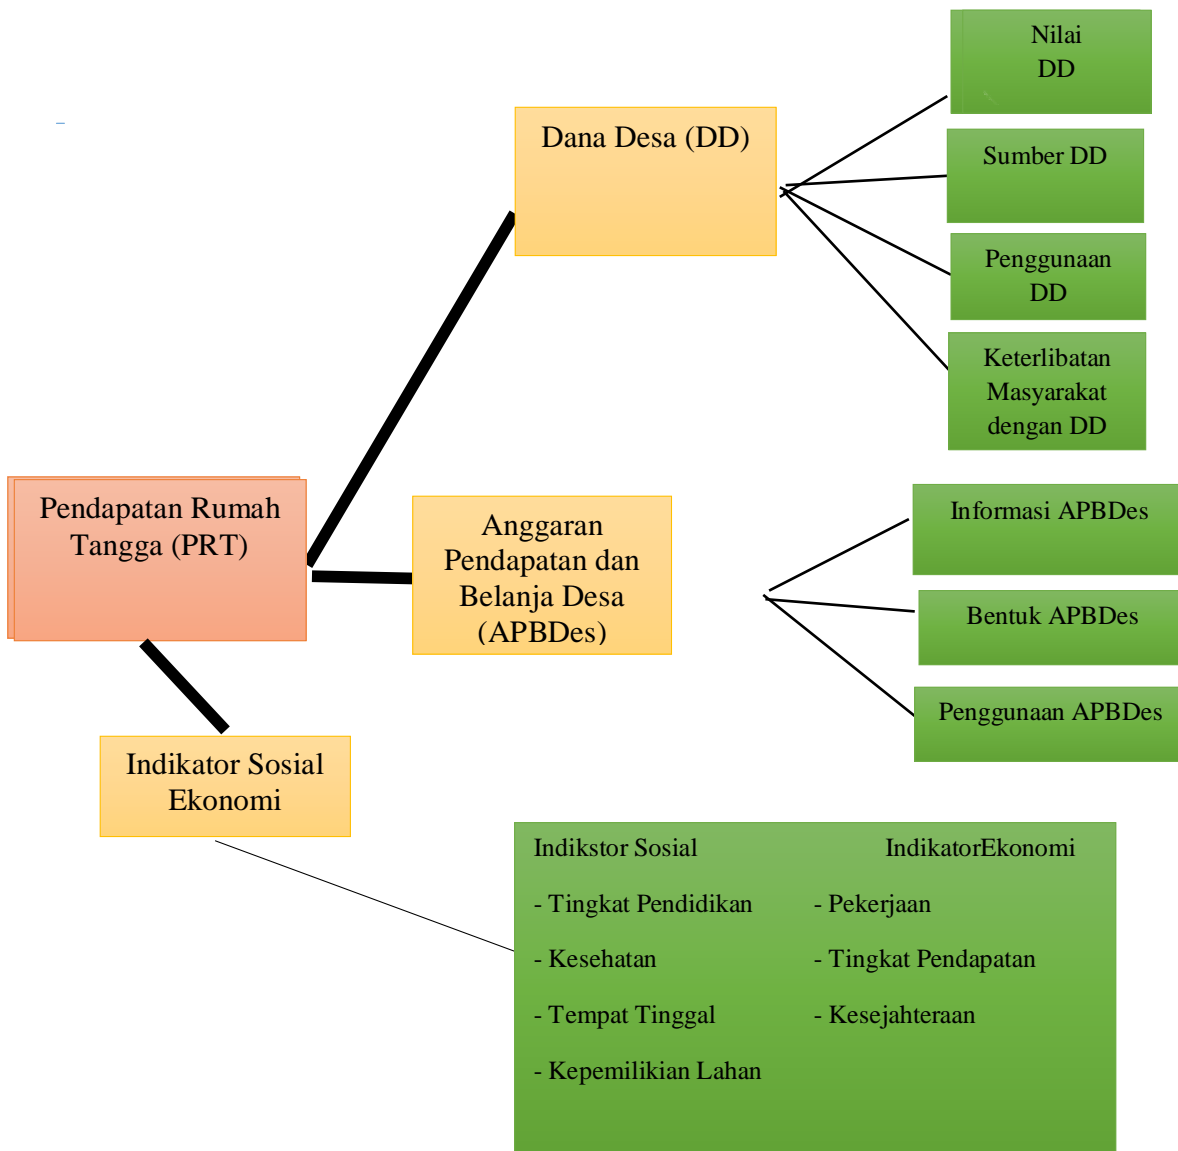 Nilai
DD
Dana Desa (DD)
Sumber DD
Penggunaan
DD
Keterlibatan
Masyarakat
dengan DD
Pendapatan Rumah
Tangga (PRT)
Anggaran
Pendapatan dan
Belanja Desa
(APBDes)
Informasi APBDes
Bentuk APBDes
Penggunaan APBDes
Indikator Sosial
Ekonomi
Indikstor Sosial IndikatorEkonomi
- Tingkat Pendidikan - Pekerjaan
- Kesehatan - Tingkat Pendapatan
- Tempat Tinggal - Kesejahteraan
- Kepemilikian Lahan